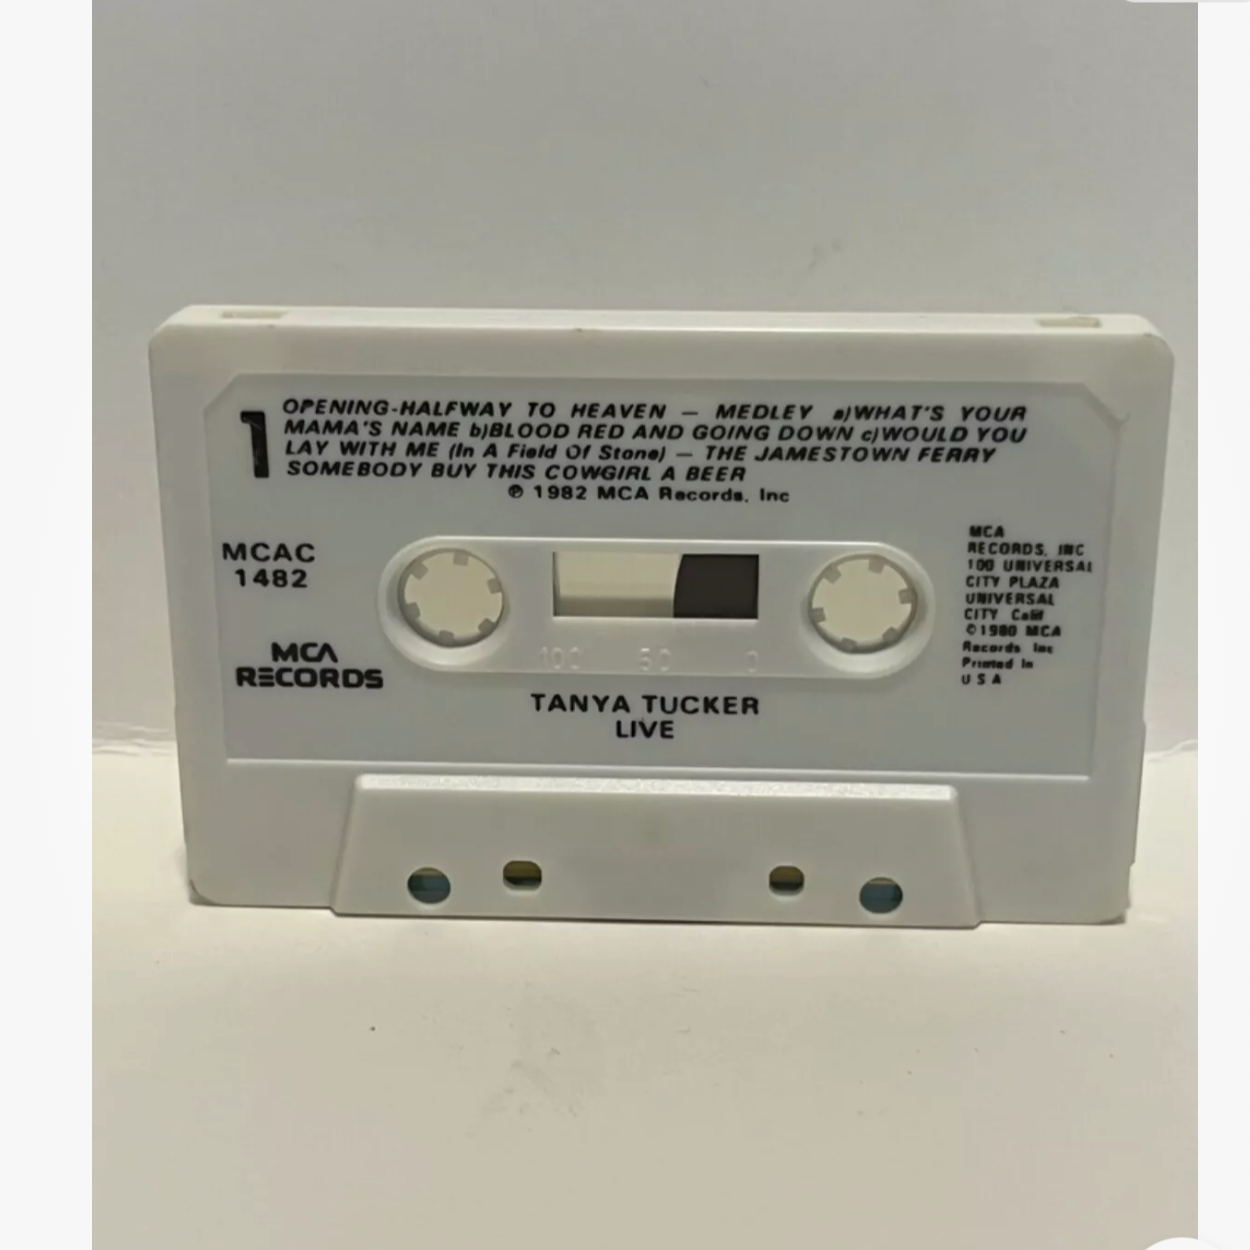 1
OPENING-HALFWAY TO HEAVEN — MEDLEY a)WHAT'S YOUR
MAMA'S NAME b)BLOOD RED AND GOING DOWN c)WOULD YOU
LAY WITH ME (In A Field Of Stone) — THE JAMESTOWN FERRY
SOMEBODY BUY THIS COWGIRL A BEER
℗ 1982 MCA Records, Inc
MCAC
1482
MCA
RECORDS
MCA
RECORDS, INC
100 UNIVERSAL
CITY PLAZA
UNIVERSAL
CITY Calif
©1980 MCA
Records Inc
Printed In
U S A
100 50 0
TANYA TUCKER
LIVE